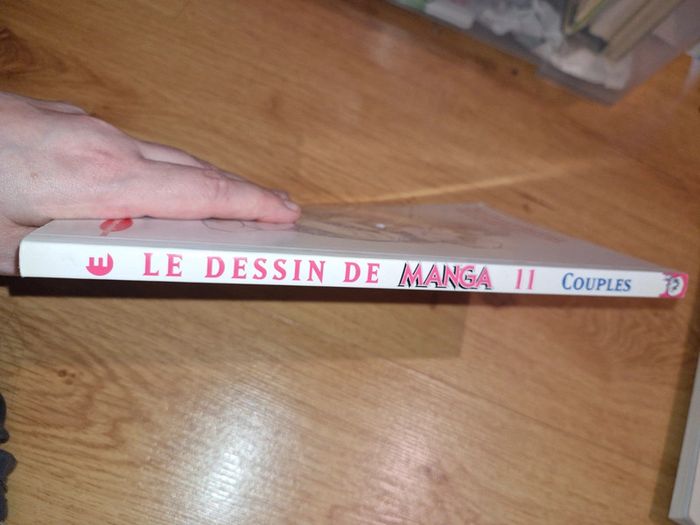 LE DESSIN DE MANGA 11 COUPLES